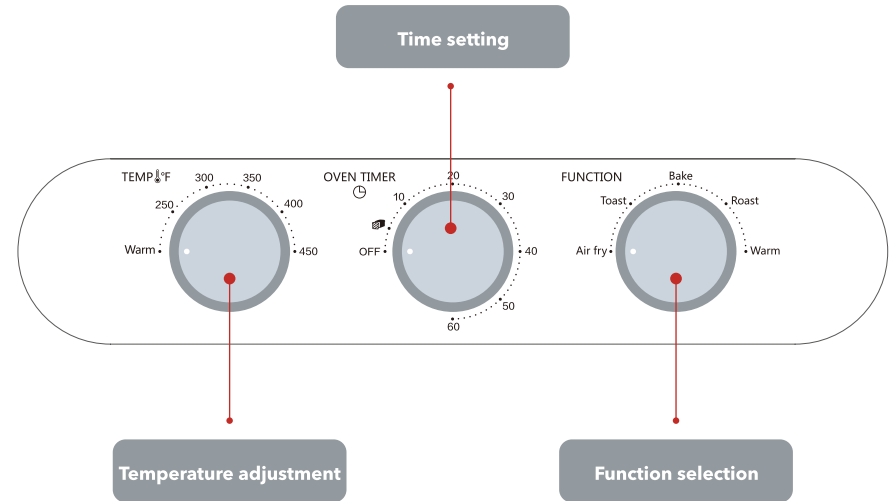 Time setting
TEMP °F
300
350
250
400
Warm
450
OVEN TIMER
20
10
30
OFF
40
50
60
FUNCTION
Bake
Toast
Roast
Air fry
Warm
Temperature adjustment
Function selection